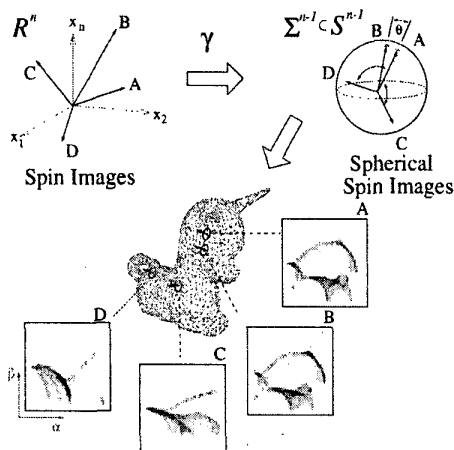 R^n
x_n
B
C
A
x_1
x_2
D
Spin Images
γ
Σ^{n-1} ⊂ S^{n-1}
B
θ
A
D
C
Spherical
Spin Images
A
D
B
C
β
α